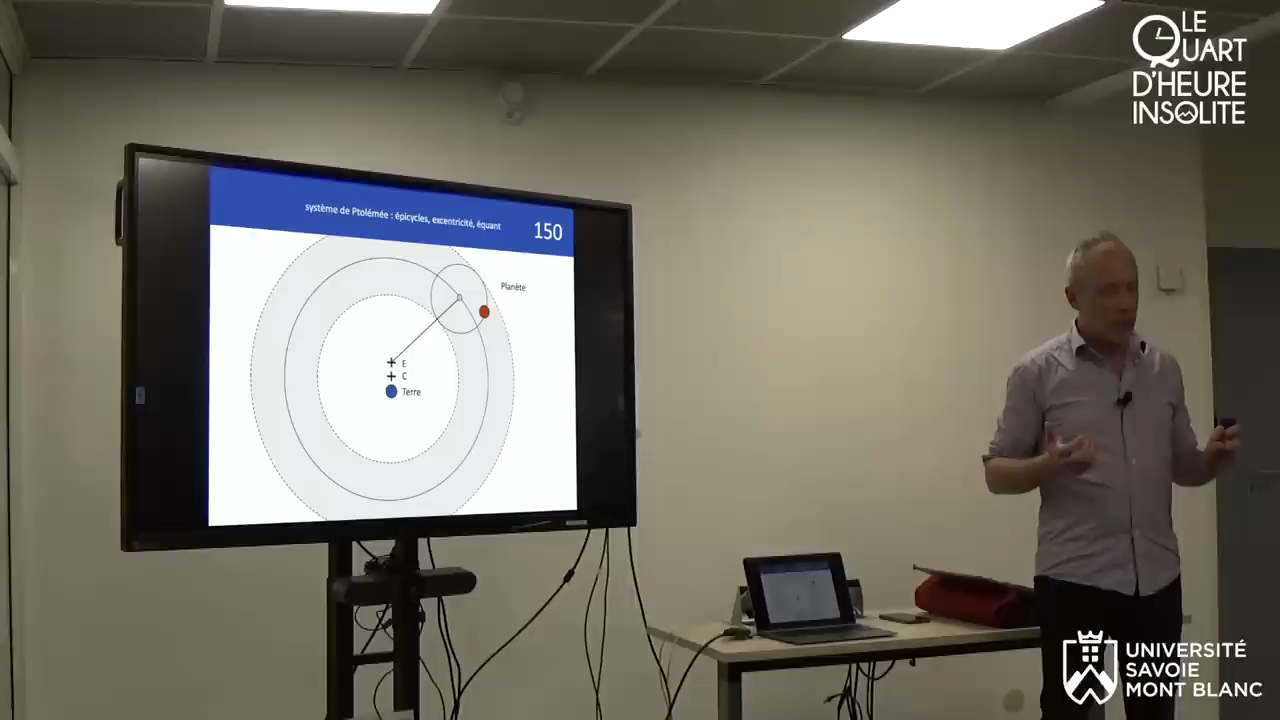 LE
QUART
D'HEURE
INSOLITE
système de Ptolémée : épicycles, excentricité, équant
150
Planète
E
C
Terre
UNIVERSITÉ
SAVOIE
MONT BLANC